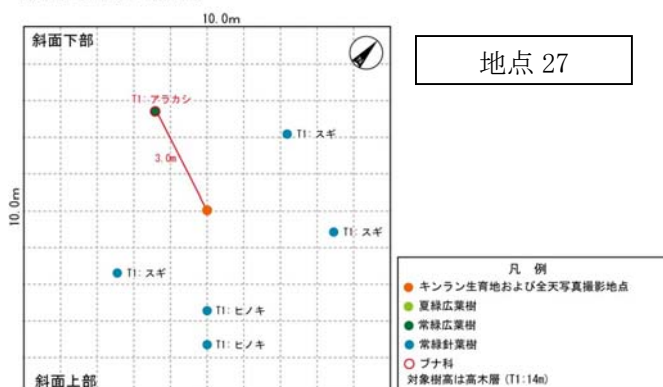 10.0m
斜面下部
地点 27
T1: アラカシ
T1: スギ
3.0m
10.0m
T1: スギ
T1: スギ
T1: ヒノキ
T1: ヒノキ
斜面上部
凡 例
キンラン生育地および全天写真撮影地点
夏緑広葉樹
常緑広葉樹
常緑針葉樹
ブナ科
対象樹高は高木層 (T1:14m)